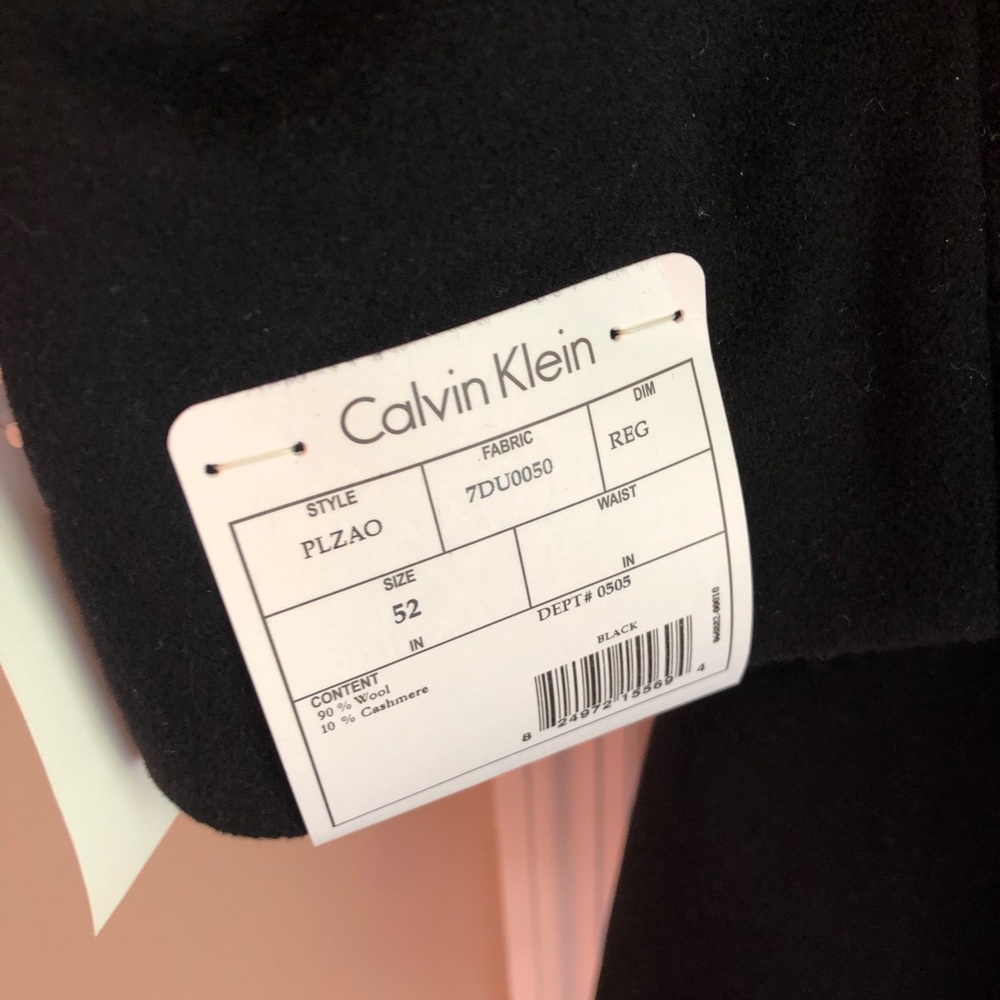 Calvin Klein
STYLE FABRIC DIM
PLZAO 7DU0050 REG
SIZE WAIST
52
IN IN
DEPT# 0505
CONTENT
90 % Wool
10 % Cashmere
BLACK
8 24972 15569 4